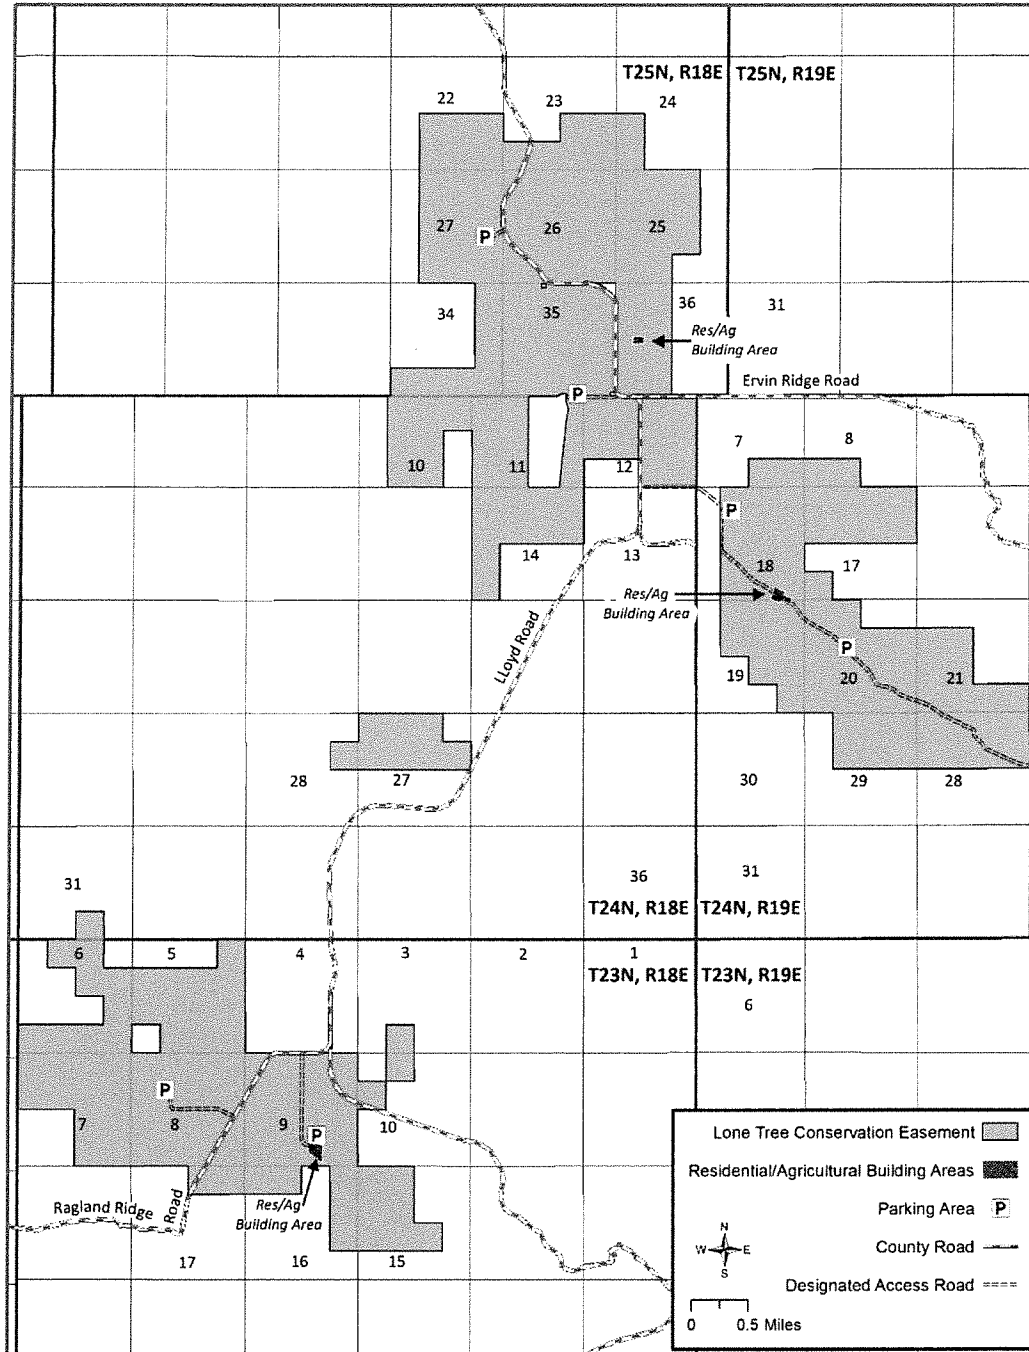 T25N, R18E T25N, R19E
22 23 24
27 26 25
P
34 35 36 31
Res/Ag
Building Area
Ervin Ridge Road
P
7 8
10 11 12
P
14 13 18 17
Res/Ag
Building Area
LLoyd Road
P
19 20 21
28 27 30 29 28
31 36 31
T24N, R18E T24N, R19E
6 5 4 3 2 1
T23N, R18E T23N, R19E
6
P
7 8 9 10
P
Res/Ag
Building Area
Ragland Ridge Road
17 16 15
Lone Tree Conservation Easement
Residential/Agricultural Building Areas
Parking Area P
County Road
Designated Access Road
N
W E
S
0 0.5 Miles